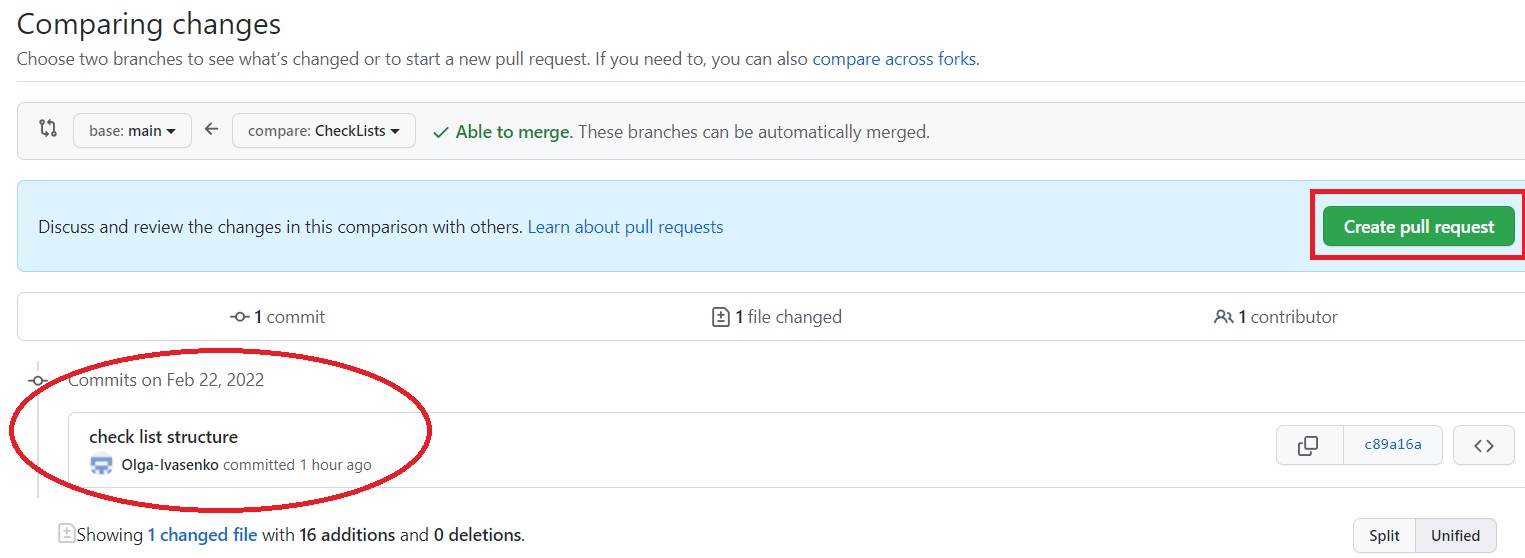 Comparing changes
Choose two branches to see what's changed or to start a new pull request. If you need to, you can also compare across forks.
base: main compare: CheckLists Able to merge. These branches can be automatically merged.
Discuss and review the changes in this comparison with others. Learn about pull requests Create pull request
1 commit 1 file changed 1 contributor
Commits on Feb 22, 2022
check list structure
Olga-Ivasenko committed 1 hour ago c89a16a
Showing 1 changed file with 16 additions and 0 deletions. Split Unified